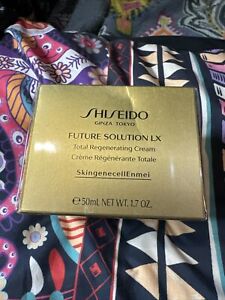 SHISEIDO
GINZA TOKYO
FUTURE SOLUTION LX
Total Regenerating Cream
Crème Régénérante Totale
SkingenecellEnmei
℮ 50mL NET WT. 1.7 OZ.